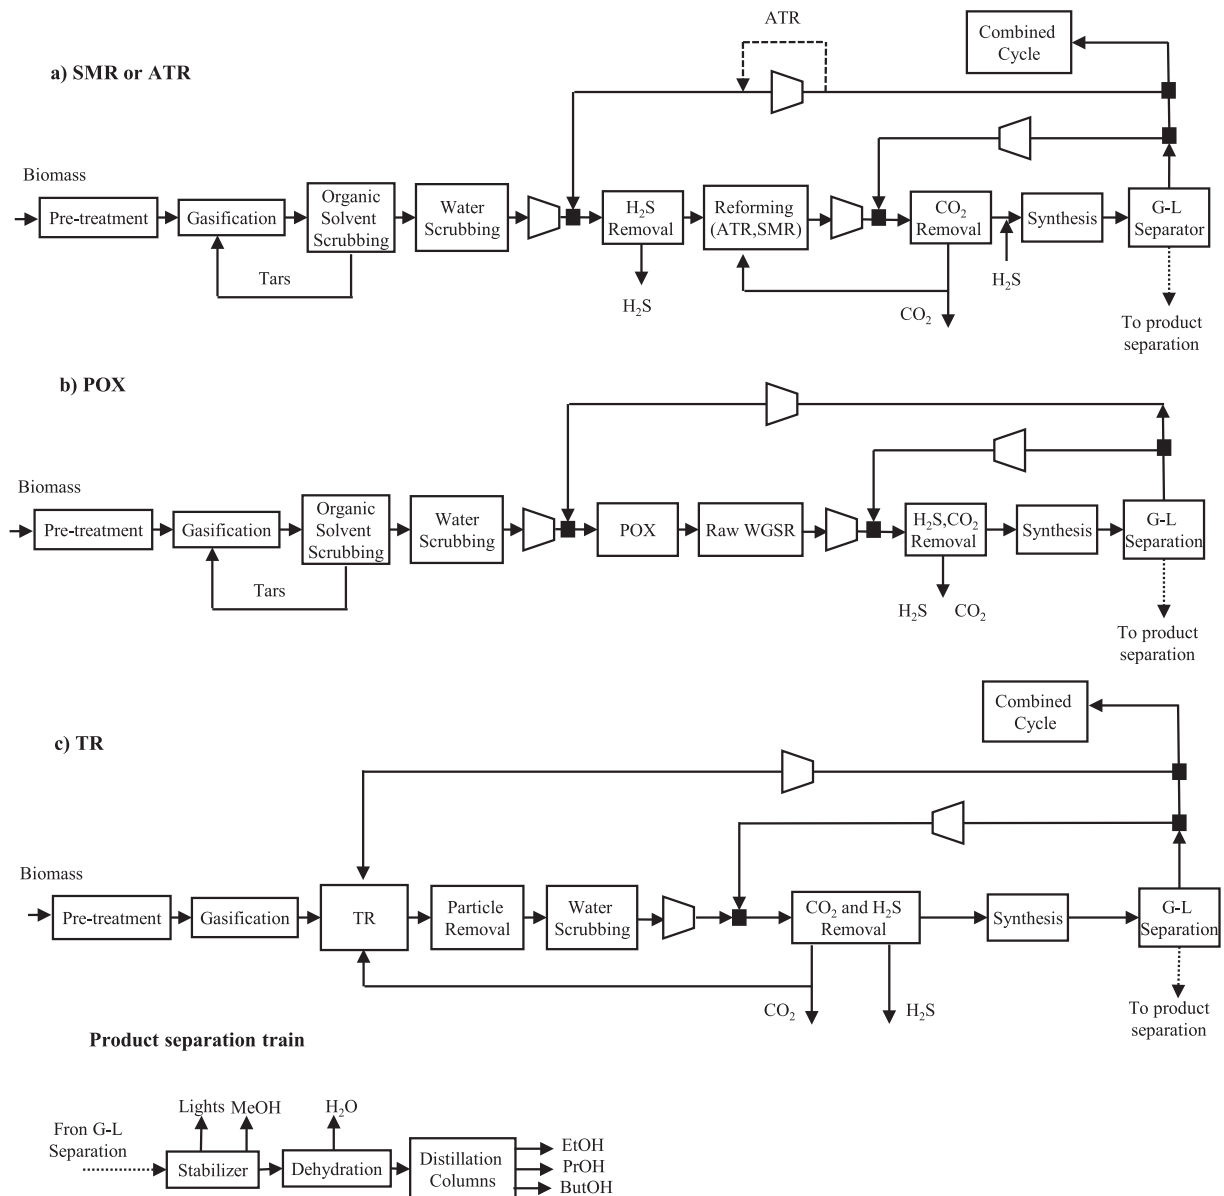 ATR
Combined
Cycle
a) SMR or ATR
Biomass
Pre-treatment
Gasification
Organic
Solvent
Scrubbing
Water
Scrubbing
H₂S
Removal
Reforming
(ATR,SMR)
CO₂
Removal
Synthesis
G-L
Separator
Tars
H₂S
CO₂
H₂S
To product
separation
b) POX
Biomass
Pre-treatment
Gasification
Organic
Solvent
Scrubbing
Water
Scrubbing
POX
Raw WGSR
H₂S,CO₂
Removal
Synthesis
G-L
Separation
Tars
H₂S
CO₂
To product
separation
Combined
Cycle
c) TR
Biomass
Pre-treatment
Gasification
TR
Particle
Removal
Water
Scrubbing
CO₂ and H₂S
Removal
Synthesis
G-L
Separation
CO₂
H₂S
To product
separation
Product separation train
Fron G-L
Separation
Lights
MeOH
H₂O
Stabilizer
Dehydration
Distillation
Columns
EtOH
PrOH
ButOH